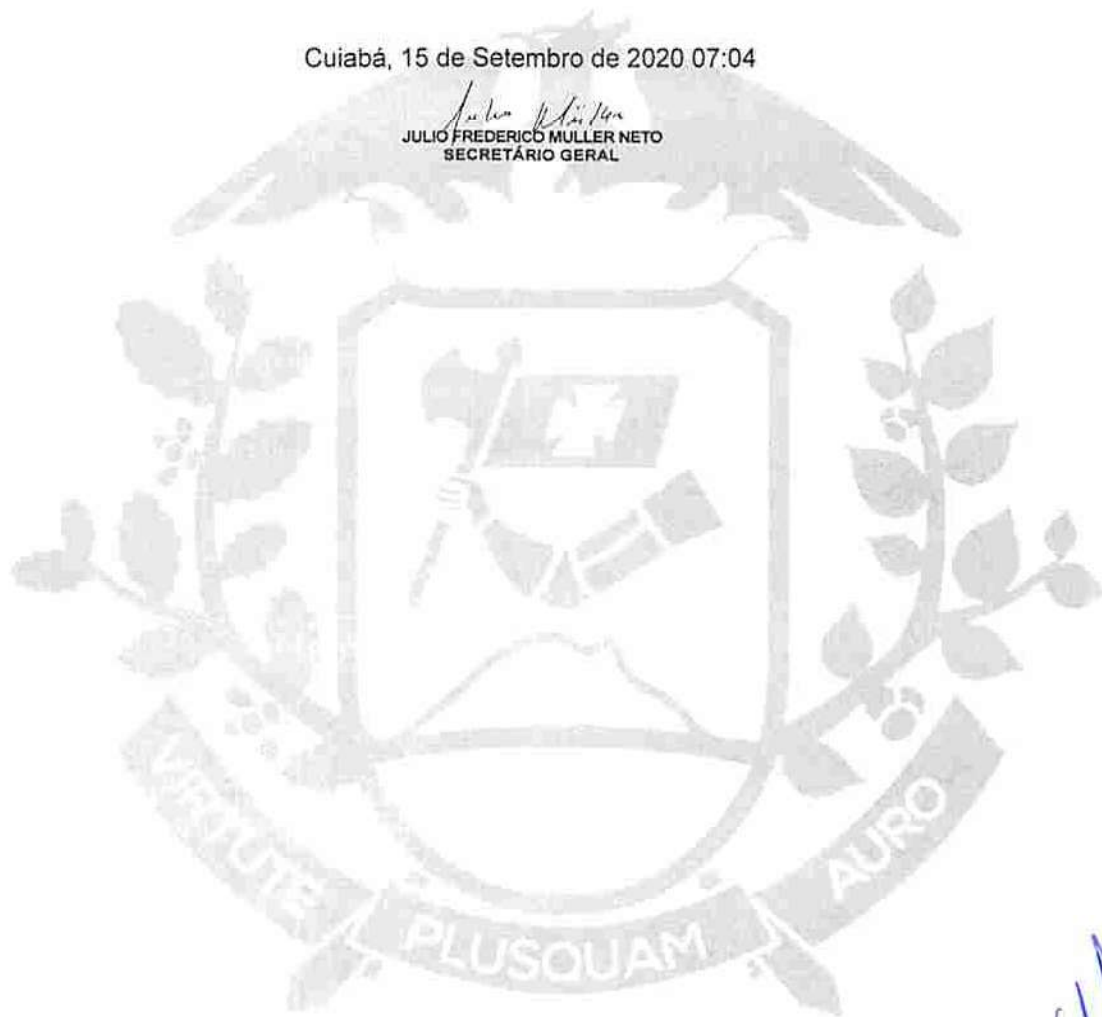 Cuiabá, 15 de Setembro de 2020 07:04
JULIO FREDERICO MULLER NETO
SECRETÁRIO GERAL
VIRTUTE PLUSQUAM AURO